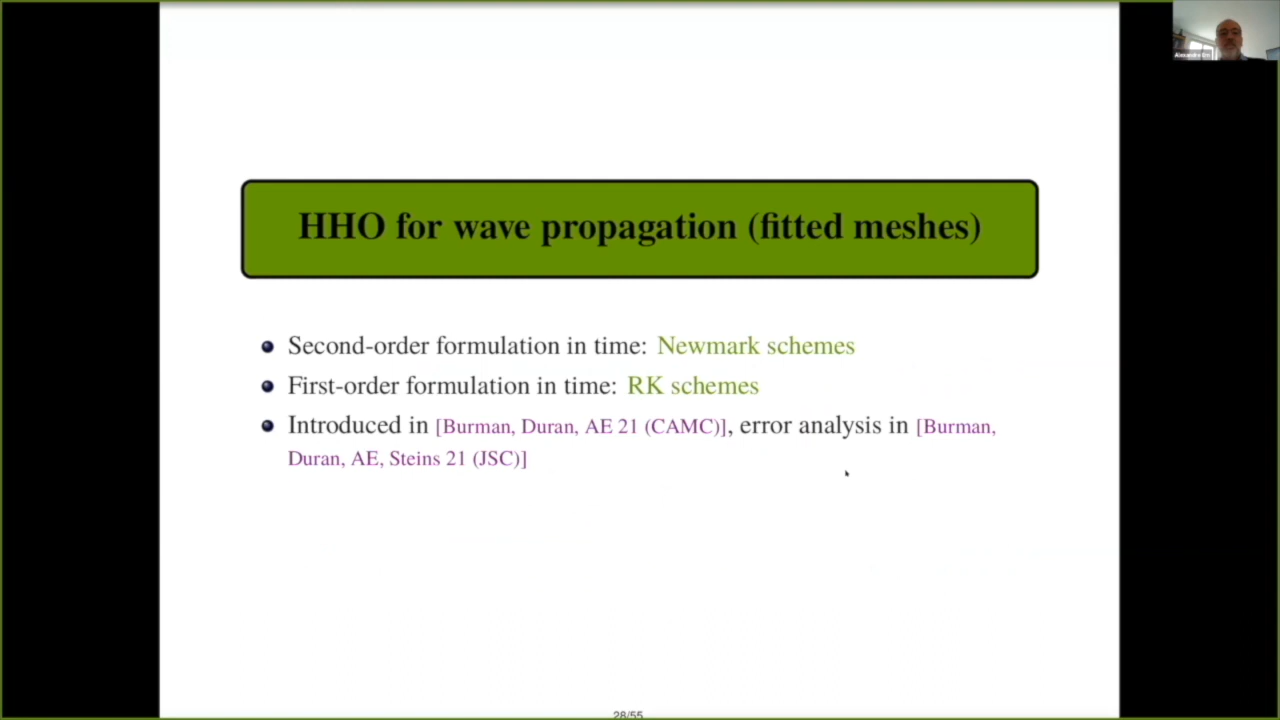 Alexandre Ern
HHO for wave propagation (fitted meshes)
Second-order formulation in time: Newmark schemes
First-order formulation in time: RK schemes
Introduced in [Burman, Duran, AE 21 (CAMC)], error analysis in [Burman,
Duran, AE, Steins 21 (JSC)]
28/55